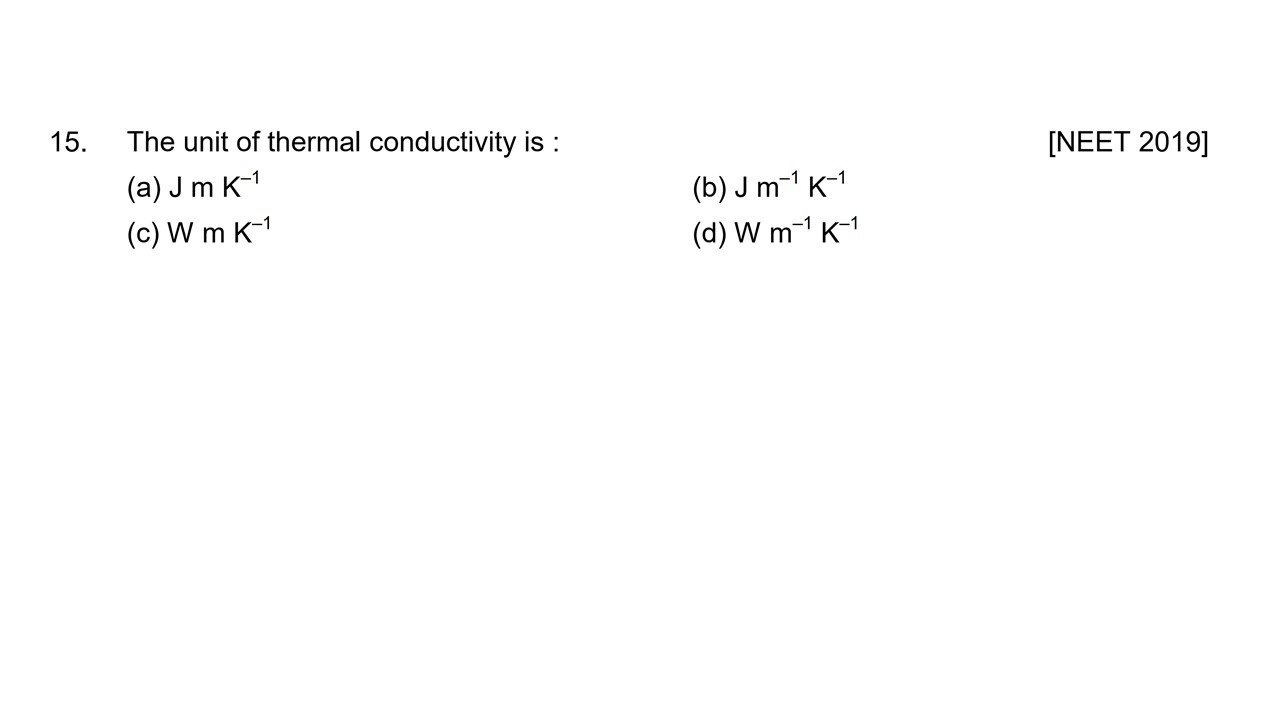 15. The unit of thermal conductivity is : [NEET 2019]
(a) J m K⁻¹ (b) J m⁻¹ K⁻¹
(c) W m K⁻¹ (d) W m⁻¹ K⁻¹